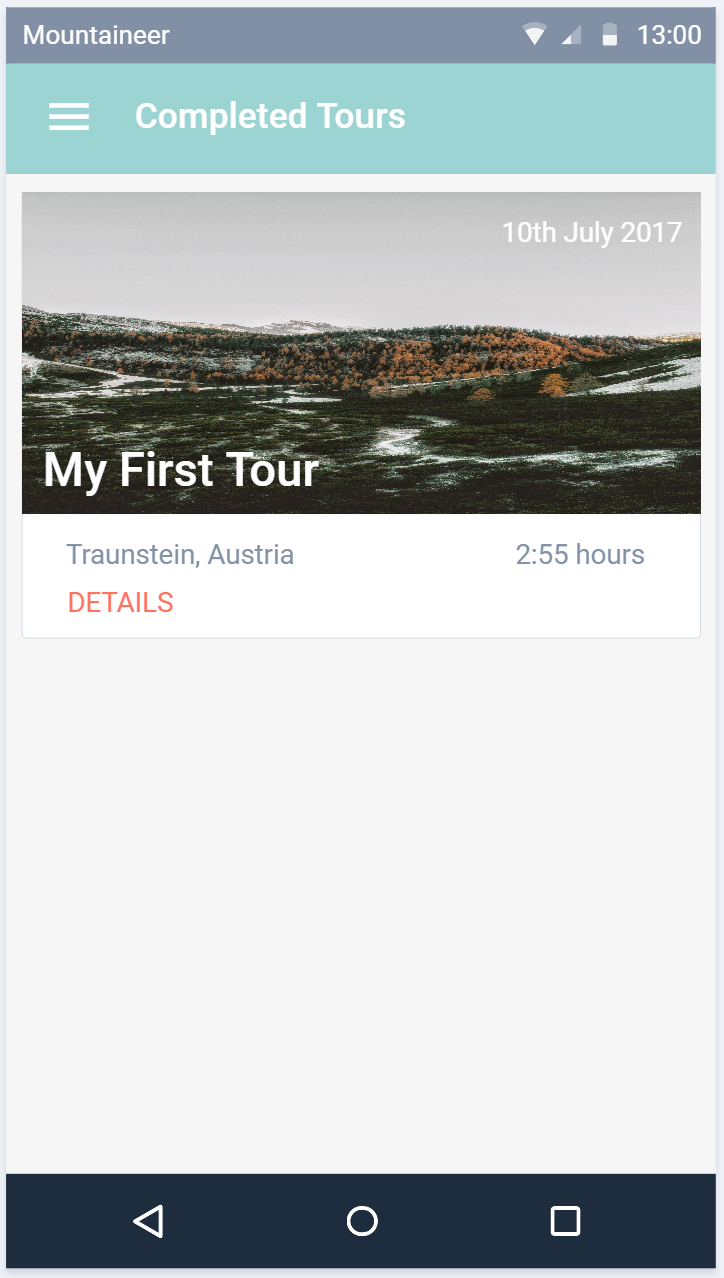 Mountaineer 13:00
Completed Tours
10th July 2017
My First Tour
Traunstein, Austria 2:55 hours
DETAILS